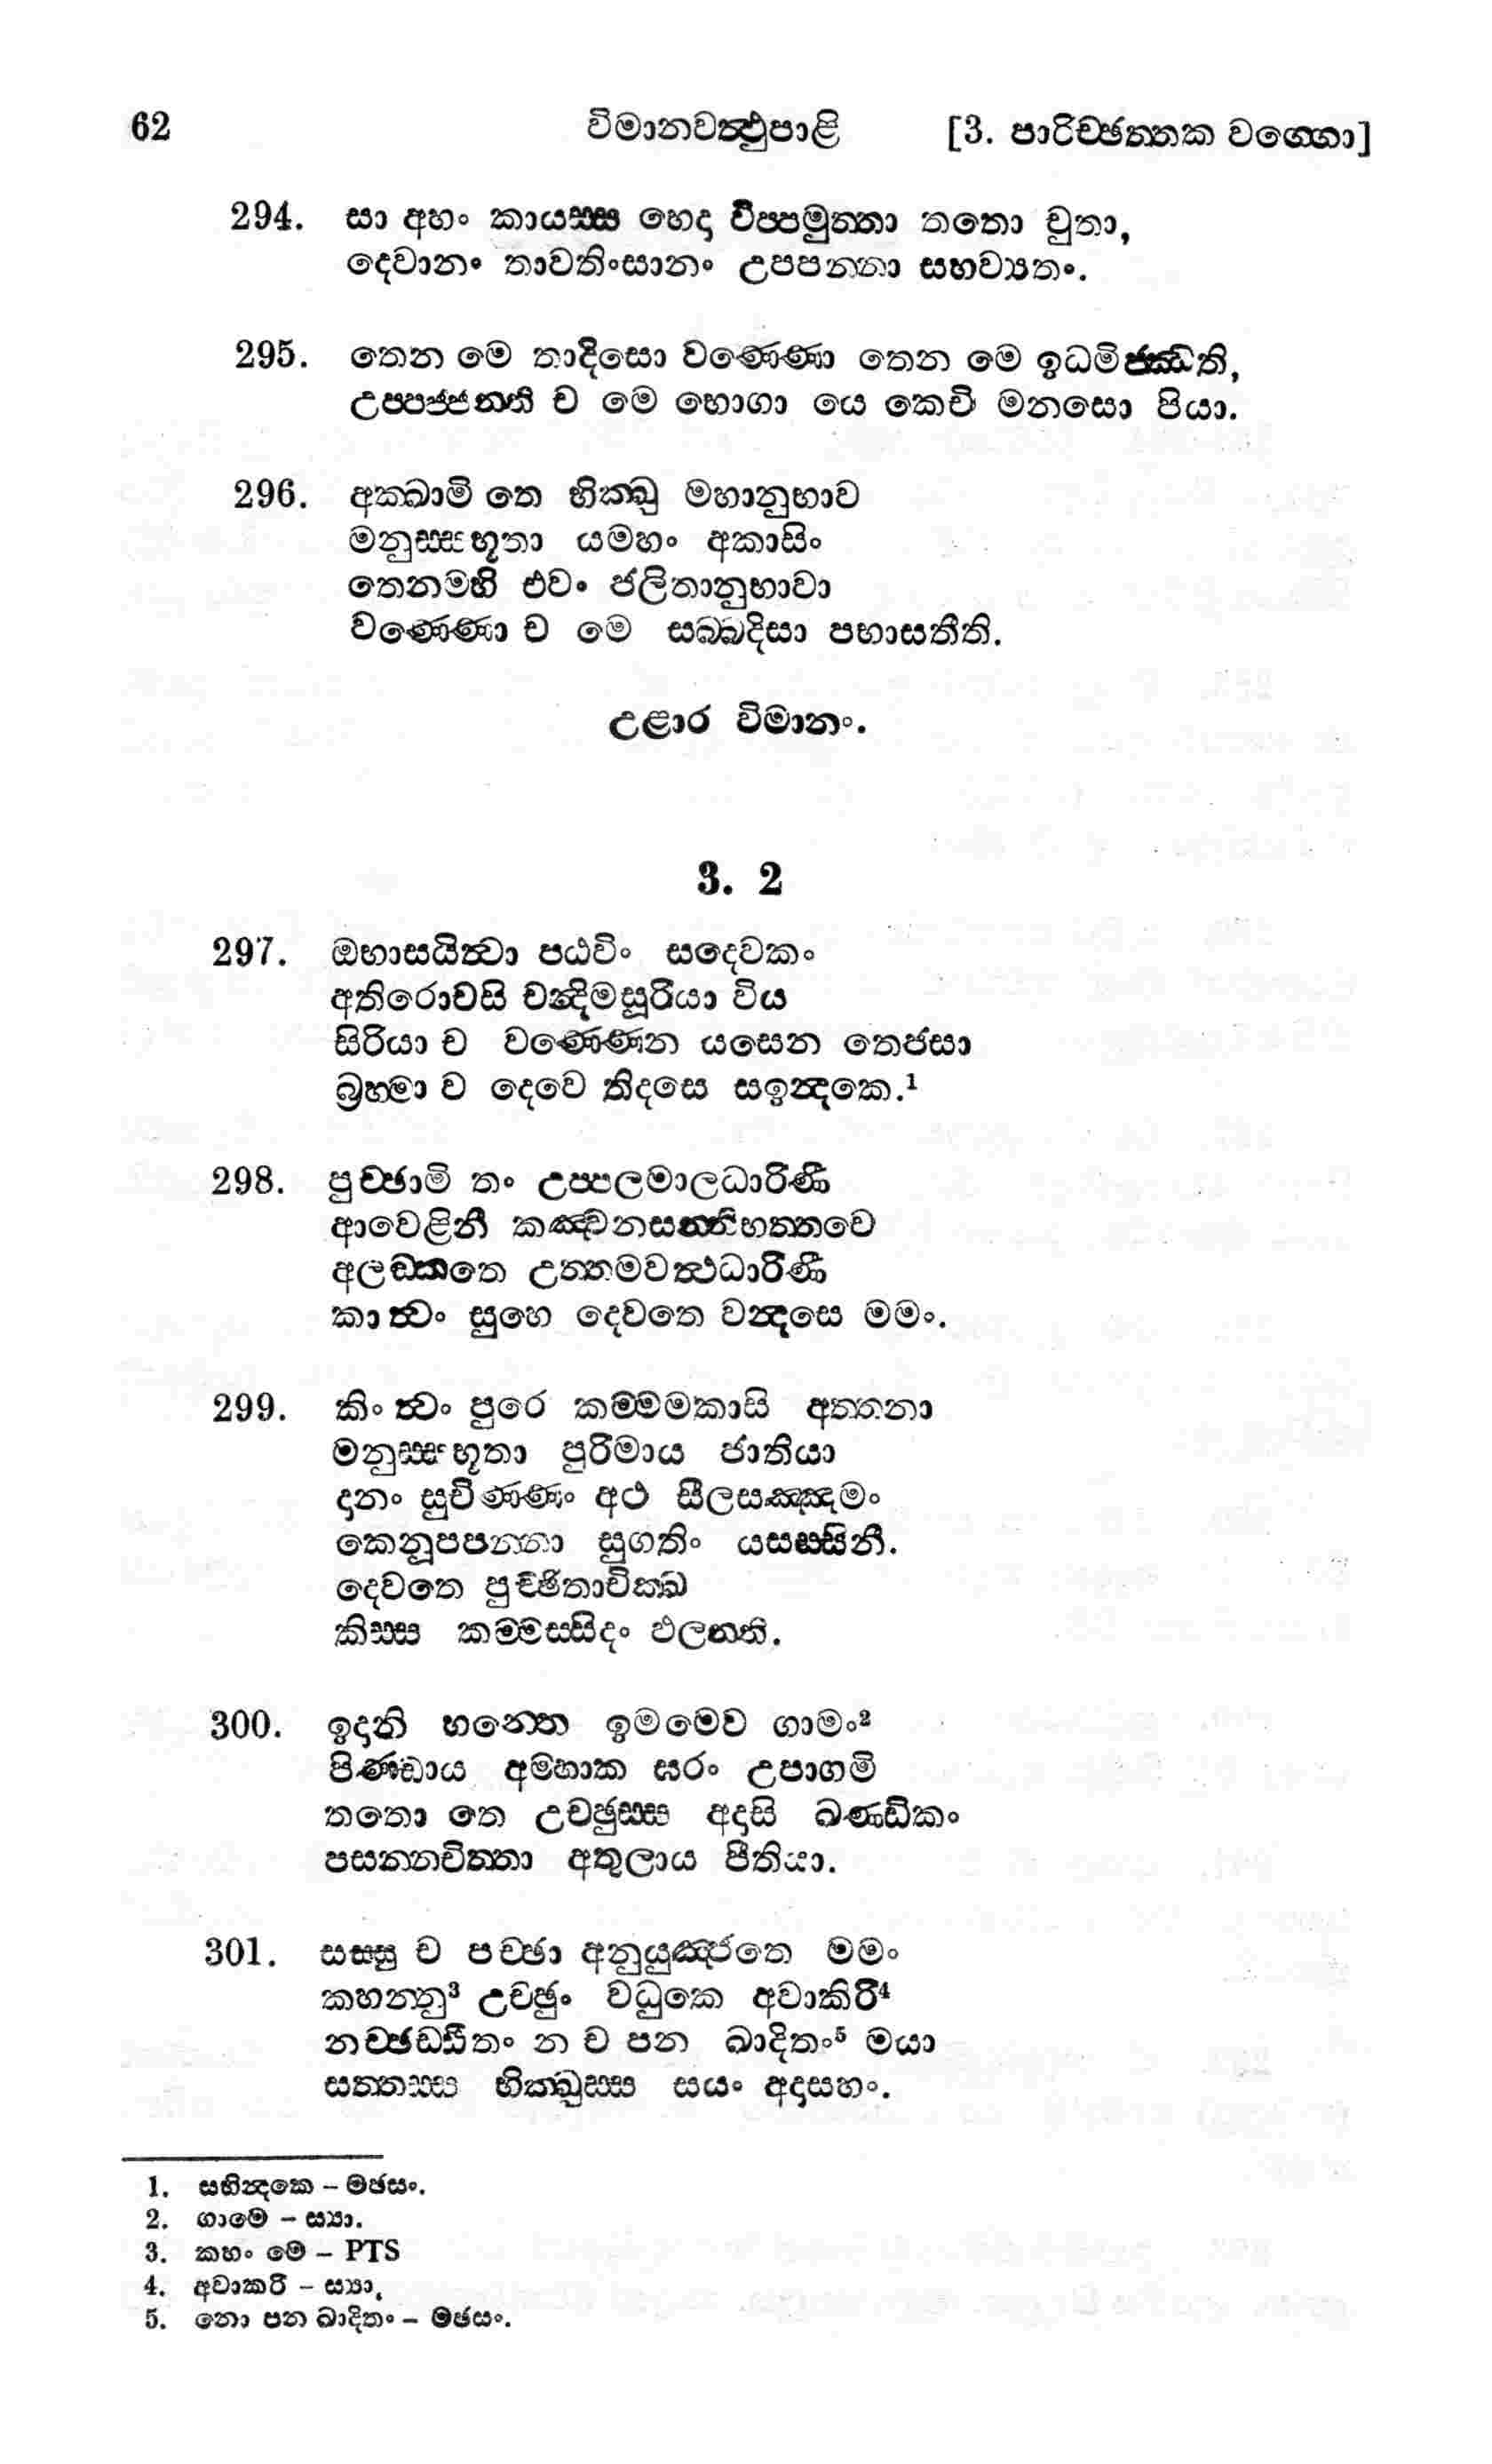 62 විමානවත්‍ථුපාළි [3. පාරිච්ඡත්තක වග්ගො]
294. සා අහං කායස්ස භෙදා විප්පමුත්තා තතො චුතා,
දෙවානං තාවතිංසානං උපපන්නා සහව්‍යතං.
295. තෙන මෙ තාදිසො වණ්ණො තෙන මෙ ඉධමිජ්ඣති,
උප්පජ්ජන්ති ච මෙ භොගා යෙ කෙචි මනසො පියා.
296. අක්ඛාමි තෙ භික්ඛු මහානුභාව
මනුස්සභූතා යමහං අකාසිං
තෙනම්හි එවං ජලිතානුභාවා
වණ්ණො ච මෙ සබ්බදිසා පභාසතීති.
උළාර විමානං.
3. 2
297. ඔභාසයිත්‍වා පඨවිං සදෙවකං
අතිරොචසි චන්‍දිමසූරියා විය
සිරියා ච වණ්ණෙන යසෙන තෙජසා
බ්‍රහ්මා ව දෙවෙ තිදසෙ සඉන්‍දකෙ.¹
298. පුච්ඡාමි තං උප්පලමාලධාරිණී
ආවෙළිනී කඤ්චනසන්නිභත්තචෙ
අලඞ්කතෙ උත්තමවත්‍ථධාරිණී
කා ත්‍වං සුභෙ දෙවතෙ වන්‍දසෙ මමං.
299. කිං ත්‍වං පුරෙ කම්මමකාසි අත්තනා
මනුස්සභූතා පුරිමාය ජාතියා
දානං සුචිණ්ණං අථ සීලසඤ්ඤමං
කෙනූපපන්නා සුගතිං යසස්සිනී.
දෙවතෙ පුච්ඡිතාචික්ඛ
කිස්ස කම්මස්සිදං ඵලන්ති.
300. ඉදානි භන්තෙ ඉමමෙව ගාමං²
පිණ්ඩාය අම්හාක ඝරං උපාගමි
තතො තෙ උච්ඡුස්ස අදාසි ඛණ්ඩිකං
පසන්නචිත්තා අතුලාය පීතියා.
301. සස්සු ච පච්ඡා අනුයුඤ්ජතෙ මමං
කහන්නු³ උච්ඡුං වධුකෙ අවාකිරි⁴
නච්ඡඩ්ඩිතං න ච පන ඛාදිතං⁵ මයා
සන්තස්ස භික්ඛුස්ස සයං අදාසහං.
1. සහින්‍දකෙ – මඡසං.
2. ගාමෙ – ස්‍යා.
3. කහං මෙ – PTS
4. අවාකරි – ස්‍යා,
5. නො පන ඛාදිතං – මඡසං.